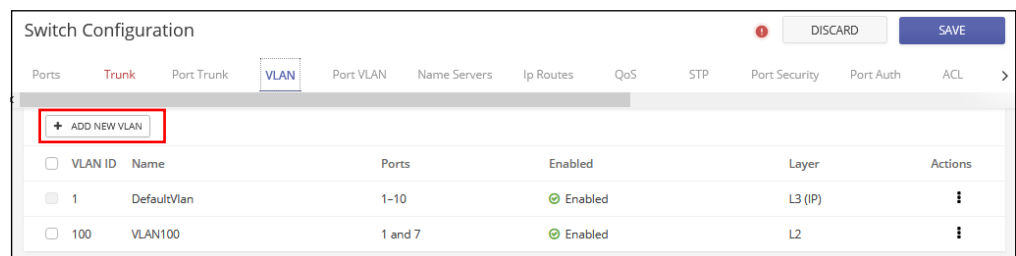 Switch Configuration ! DISCARD SAVE
Ports Trunk Port Trunk VLAN Port VLAN Name Servers Ip Routes QoS STP Port Security Port Auth ACL
+ ADD NEW VLAN
VLAN ID Name Ports Enabled Layer Actions
1 DefaultVlan 1–10 Enabled L3 (IP)
100 VLAN100 1 and 7 Enabled L2